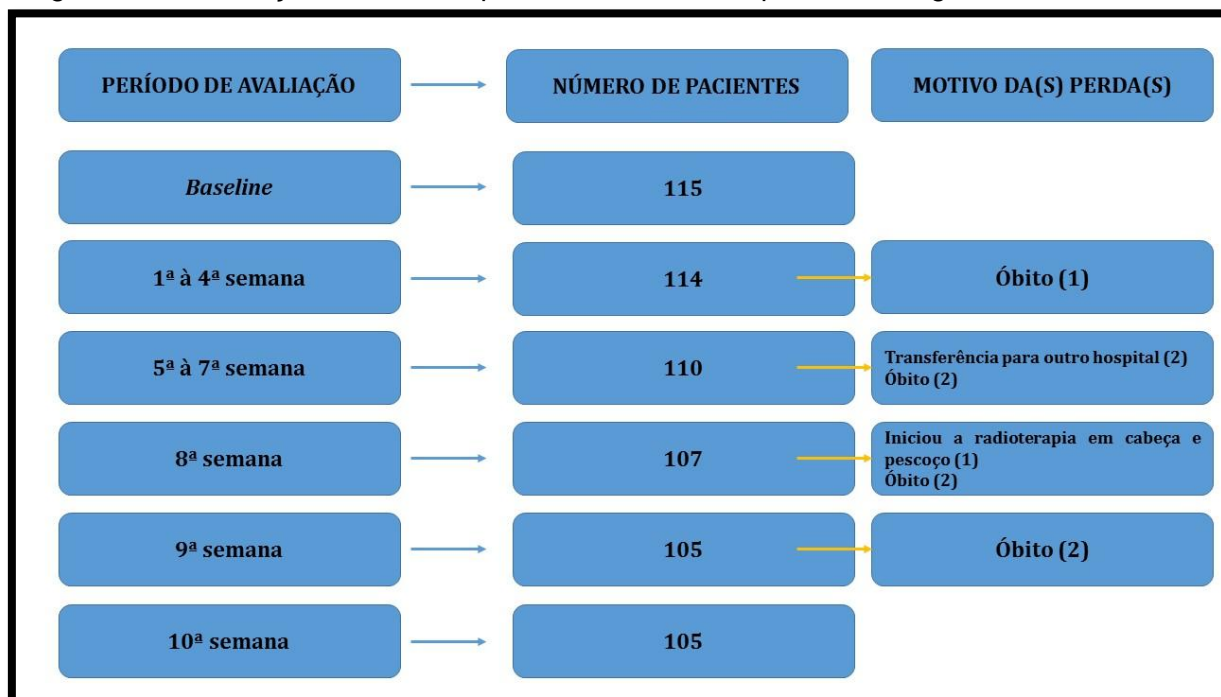 PERÍODO DE AVALIAÇÃO
NÚMERO DE PACIENTES
MOTIVO DA(S) PERDA(S)
Baseline
115
1ª à 4ª semana
114
Óbito (1)
5ª à 7ª semana
110
Transferência para outro hospital (2)
Óbito (2)
8ª semana
107
Iniciou a radioterapia em cabeça e
pescoço (1)
Óbito (2)
9ª semana
105
Óbito (2)
10ª semana
105